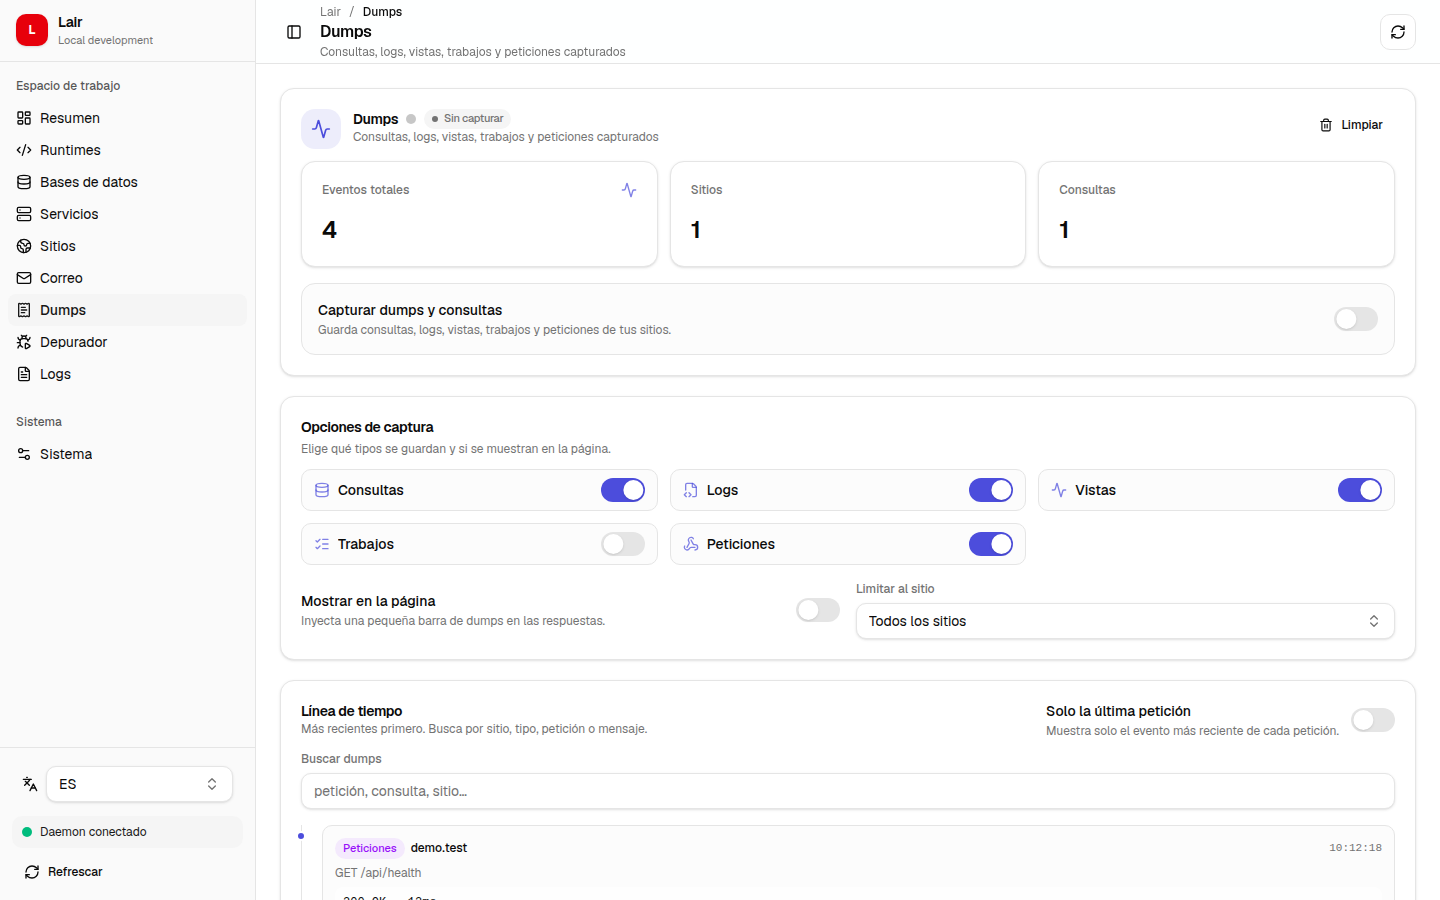 L
Lair
Local development
Espacio de trabajo
Resumen
Runtimes
Bases de datos
Servicios
Sitios
Correo
Dumps
Depurador
Logs
Sistema
Sistema
ES
Daemon conectado
Refrescar
Lair / Dumps
Dumps
Consultas, logs, vistas, trabajos y peticiones capturados
Dumps Sin capturar
Consultas, logs, vistas, trabajos y peticiones capturados
Limpiar
Eventos totales
4
Sitios
1
Consultas
1
Capturar dumps y consultas
Guarda consultas, logs, vistas, trabajos y peticiones de tus sitios.
Opciones de captura
Elige qué tipos se guardan y si se muestran en la página.
Consultas
Logs
Vistas
Trabajos
Peticiones
Mostrar en la página
Inyecta una pequeña barra de dumps en las respuestas.
Limitar al sitio
Todos los sitios
Línea de tiempo
Más recientes primero. Busca por sitio, tipo, petición o mensaje.
Solo la última petición
Muestra solo el evento más reciente de cada petición.
Buscar dumps
petición, consulta, sitio…
Peticiones demo.test 10:12:18
GET /api/health